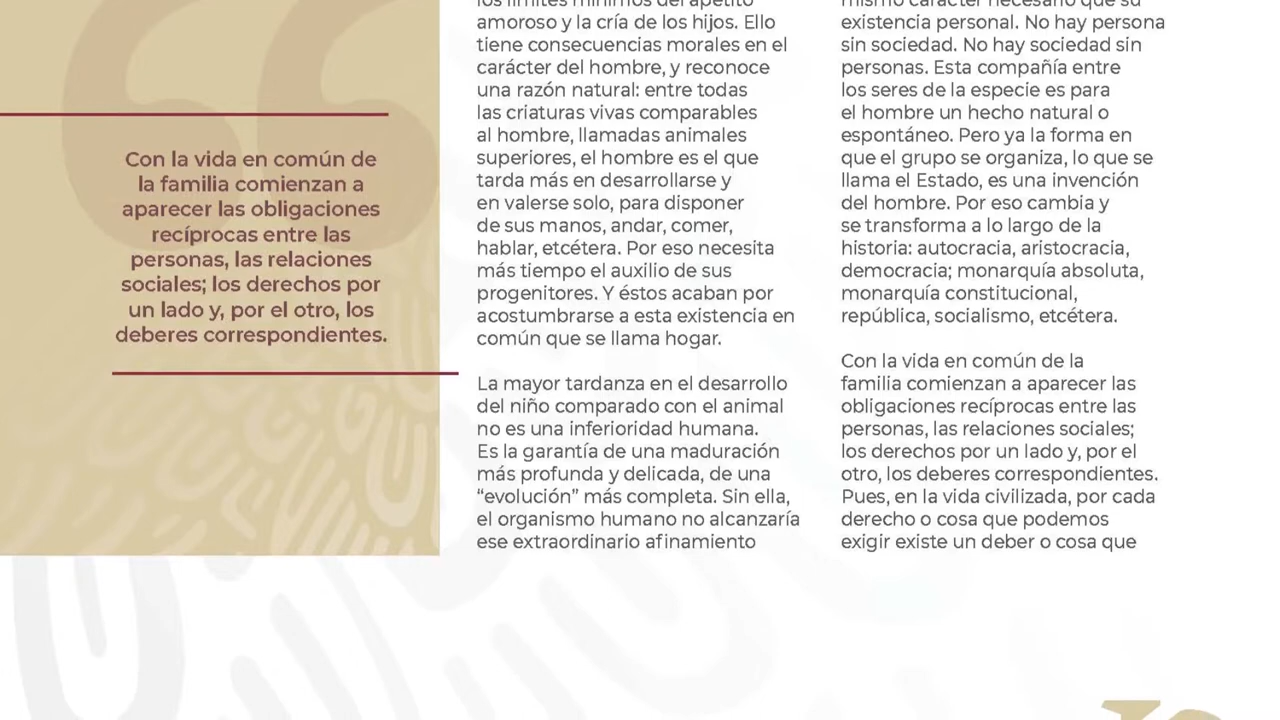 Con la vida en común de
la familia comienzan a
aparecer las obligaciones
recíprocas entre las
personas, las relaciones
sociales; los derechos por
un lado y, por el otro, los
deberes correspondientes.
los límites mínimos del apetito
amoroso y la cría de los hijos. Ello
tiene consecuencias morales en el
carácter del hombre, y reconoce
una razón natural: entre todas
las criaturas vivas comparables
al hombre, llamadas animales
superiores, el hombre es el que
tarda más en desarrollarse y
en valerse solo, para disponer
de sus manos, andar, comer,
hablar, etcétera. Por eso necesita
más tiempo el auxilio de sus
progenitores. Y éstos acaban por
acostumbrarse a esta existencia en
común que se llama hogar.
La mayor tardanza en el desarrollo
del niño comparado con el animal
no es una inferioridad humana.
Es la garantía de una maduración
más profunda y delicada, de una
“evolución” más completa. Sin ella,
el organismo humano no alcanzaría
ese extraordinario afinamiento
mismo carácter necesario que su
existencia personal. No hay persona
sin sociedad. No hay sociedad sin
personas. Esta compañía entre
los seres de la especie es para
el hombre un hecho natural o
espontáneo. Pero ya la forma en
que el grupo se organiza, lo que se
llama el Estado, es una invención
del hombre. Por eso cambia y
se transforma a lo largo de la
historia: autocracia, aristocracia,
democracia; monarquía absoluta,
monarquía constitucional,
república, socialismo, etcétera.
Con la vida en común de la
familia comienzan a aparecer las
obligaciones recíprocas entre las
personas, las relaciones sociales;
los derechos por un lado y, por el
otro, los deberes correspondientes.
Pues, en la vida civilizada, por cada
derecho o cosa que podemos
exigir existe un deber o cosa que